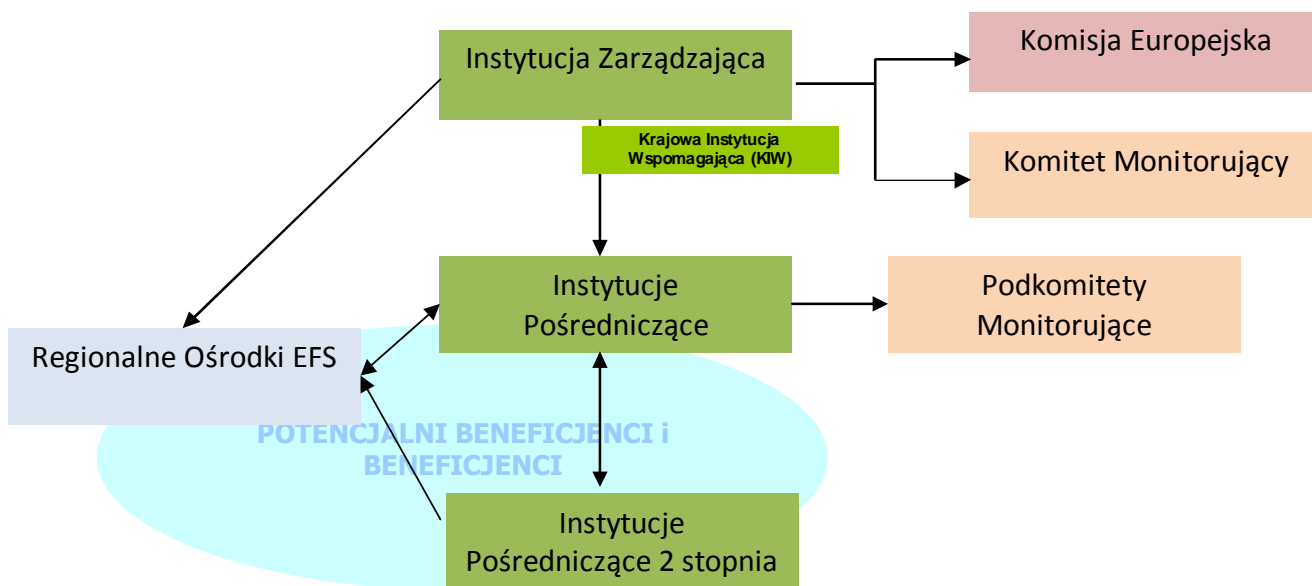 Instytucja Zarządzająca
Komisja Europejska
Krajowa Instytucja
Wspomagająca (KIW)
Komitet Monitorujący
Instytucje
Pośredniczące
Podkomitety
Monitorujące
Regionalne Ośrodki EFS
POTENCJALNI BENEFICJENCI i
BENEFICJENCI
Instytucje
Pośredniczące 2 stopnia